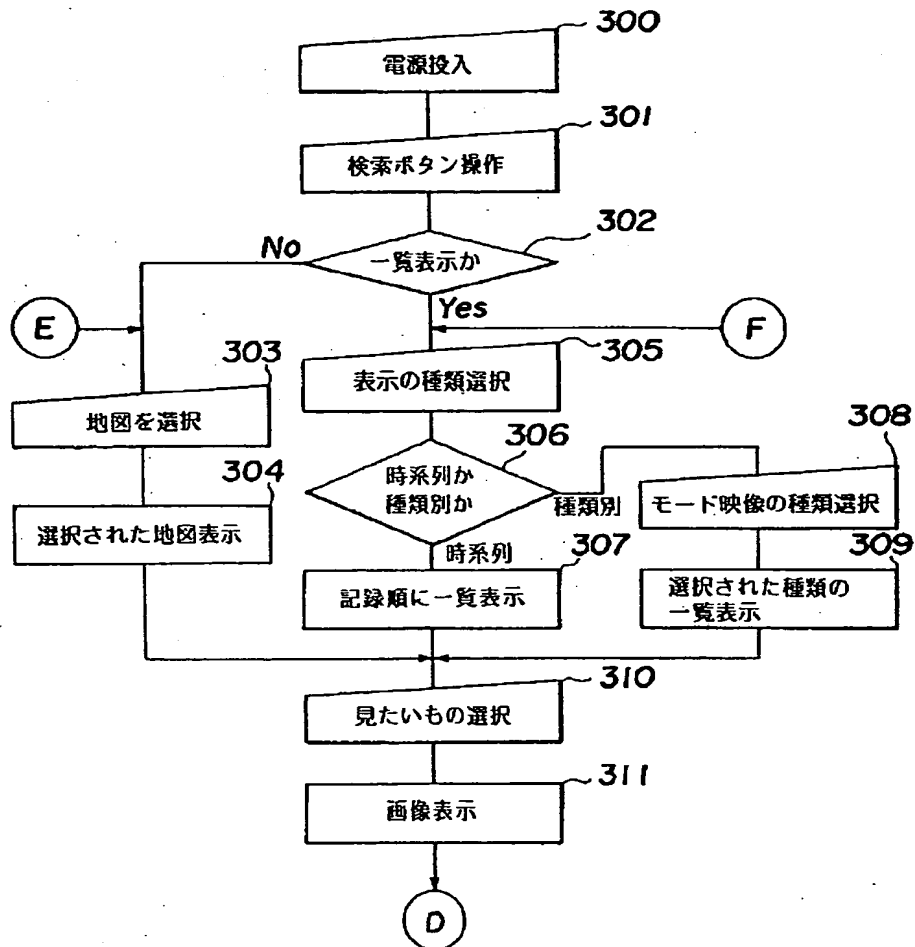 300
電源投入
301
検索ボタン操作
302
一覧表示か
No
Yes
E
F
303
地図を選択
304
選択された地図表示
305
表示の種類選択
306
時系列か
種類別か
種類別
時系列
307
記録順に一覧表示
308
モード映像の種類選択
309
選択された種類の
一覧表示
310
見たいもの選択
311
画像表示
D